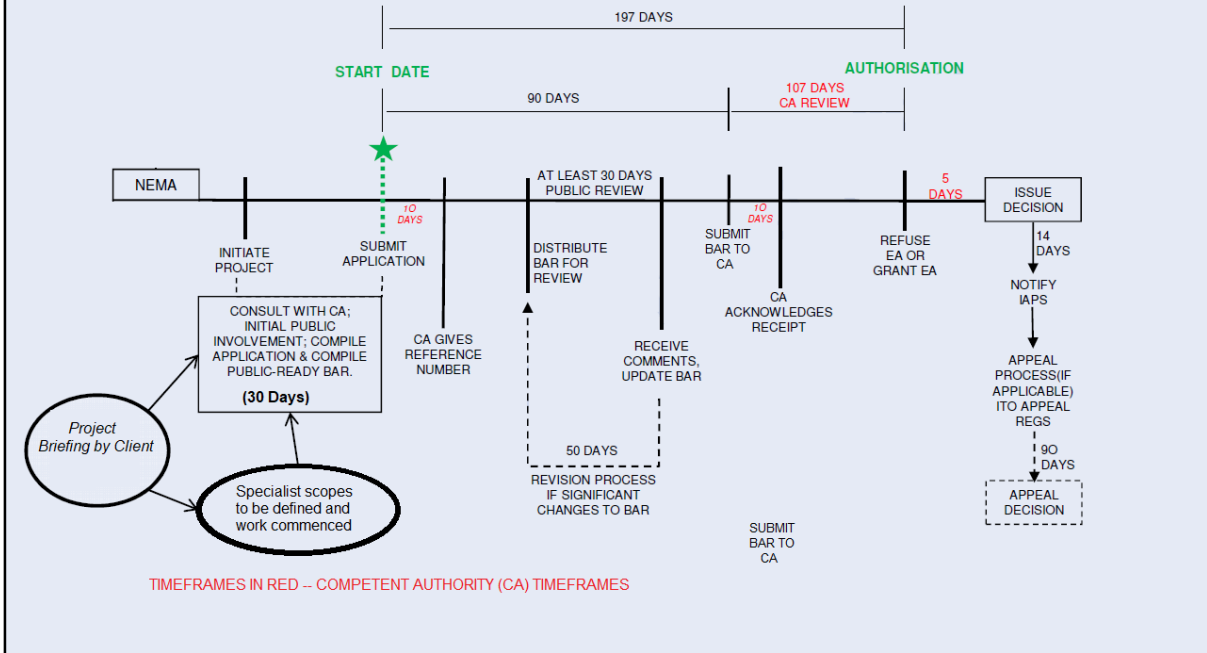 197 DAYS
START DATE
AUTHORISATION
90 DAYS
107 DAYS
CA REVIEW
NEMA
AT LEAST 30 DAYS
PUBLIC REVIEW
5
DAYS
ISSUE
DECISION
10
DAYS
10
DAYS
INITIATE
PROJECT
SUBMIT
APPLICATION
DISTRIBUTE
BAR FOR
REVIEW
SUBMIT
BAR TO
CA
REFUSE
EA OR
GRANT EA
14
DAYS
NOTIFY
IAPS
CONSULT WITH CA;
INITIAL PUBLIC
INVOLVEMENT; COMPILE
APPLICATION & COMPILE
PUBLIC-READY BAR.
(30 Days)
CA GIVES
REFERENCE
NUMBER
CA
ACKNOWLEDGES
RECEIPT
RECEIVE
COMMENTS,
UPDATE BAR
APPEAL
PROCESS(IF
APPLICABLE)
ITO APPEAL
REGS
Project
Briefing by Client
50 DAYS
REVISION PROCESS
IF SIGNIFICANT
CHANGES TO BAR
90
DAYS
APPEAL
DECISION
Specialist scopes
to be defined and
work commenced
SUBMIT
BAR TO
CA
TIMEFRAMES IN RED -- COMPETENT AUTHORITY (CA) TIMEFRAMES